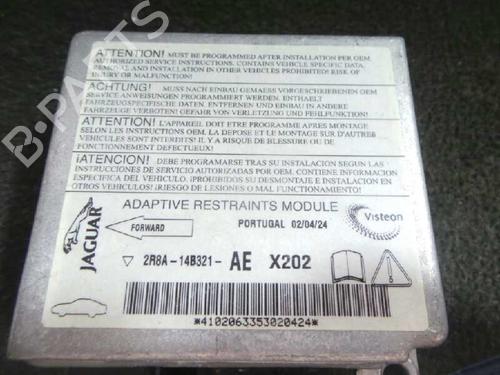 ATTENTION! MUST BE PROGRAMMED AFTER INSTALLATION PER OEM.
AUTHORIZED SERVICE INSTRUCTIONS. CONTAINS VEHICLE SPECIFIC DATA,
REMOVAL AND INSTALLATION IN OTHER VEHICLES PROHIBITED! RISK OF
INJURY OR MALFUNCTION!
ACHTUNG! MUSS NACH EINBAU GEMAESS VORGESCHRIEBENEN OEM
SERVICE ANWEISUNGEN PROGRAMMIERT WERDEN. ENTHAELT
FAHRZEUGSPEZIFISCHE DATEN. ENTFERNEN UND EINBAU IN ANDERE
FAHRZEUGE VERBOTEN! GEFAHR VON VERLETZUNG UND FEHLFUNKTION!
ATTENTION! L'APPAREIL DOIT ETRE PROGRAMME APRES MONTAGE
SELON LES INSTRUCTIONS OEM. LA DEPOSE ET LE MONTAGE SUR D'AUTRES
VEHICULES SONT INTERDITS! IL Y A RISQUE DE BLESSURE OU DE
FONCTIONNEMENT DEFECTUEUX!
¡ATENCION! DEBE PROGRAMARSE TRAS SU INSTALACION SEGUN LAS
INSTRUCCIONES DE SERVICIO AUTORIZADAS POR OEM. CONTIENE INFORMACION
ESPECIFICA DEL VEHICULO. ¡PROHIBIDOS SU DESMONTAJE E INSTALACION EN
OTROS VEHICULOS! ¡RIESGO DE LESIONES O MAL FUNCIONAMIENTO!
ADAPTIVE RESTRAINTS MODULE
JAGUAR
FORWARD
PORTUGAL 02/04/24
Visteon
2R8A-14B321- AE X202
*4102063353020424*
B-PARTS